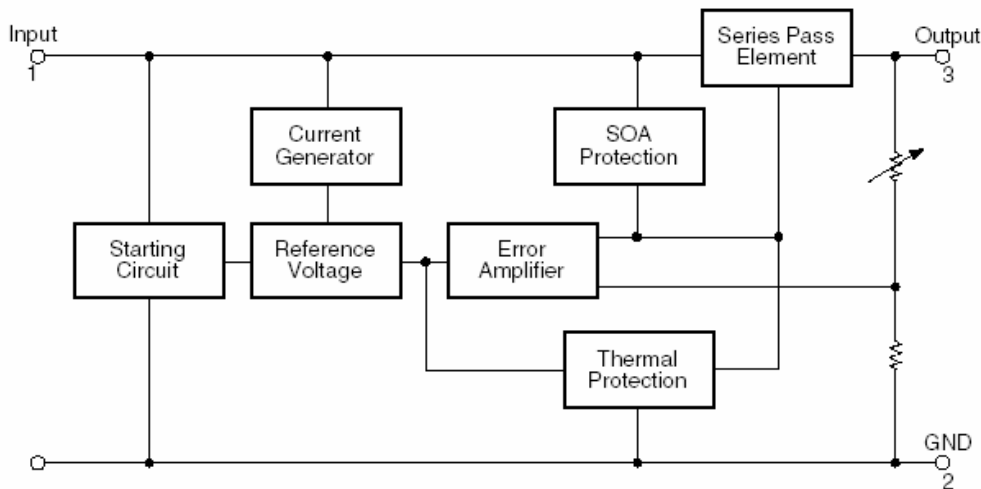 Input
1
Series Pass
Element
Output
3
Current
Generator
SOA
Protection
Starting
Circuit
Reference
Voltage
Error
Amplifier
Thermal
Protection
GND
2